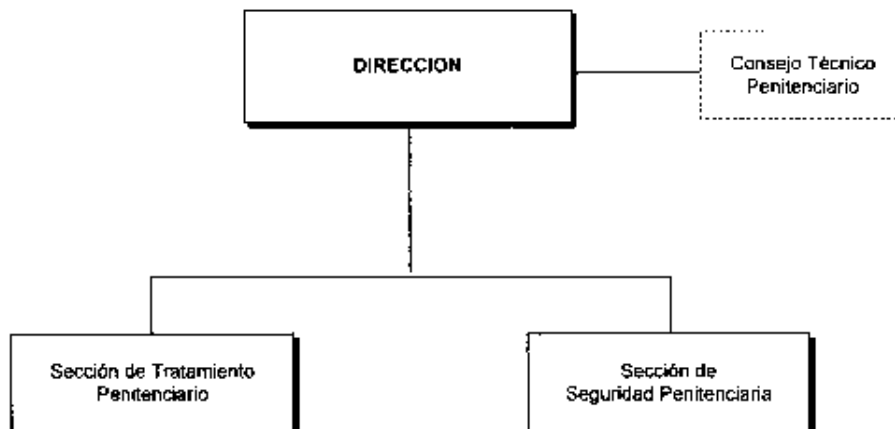 DIRECCION
Consejo Técnico
Penitenciario
Sección de Tratamiento
Penitenciario
Sección de
Seguridad Penitenciaria